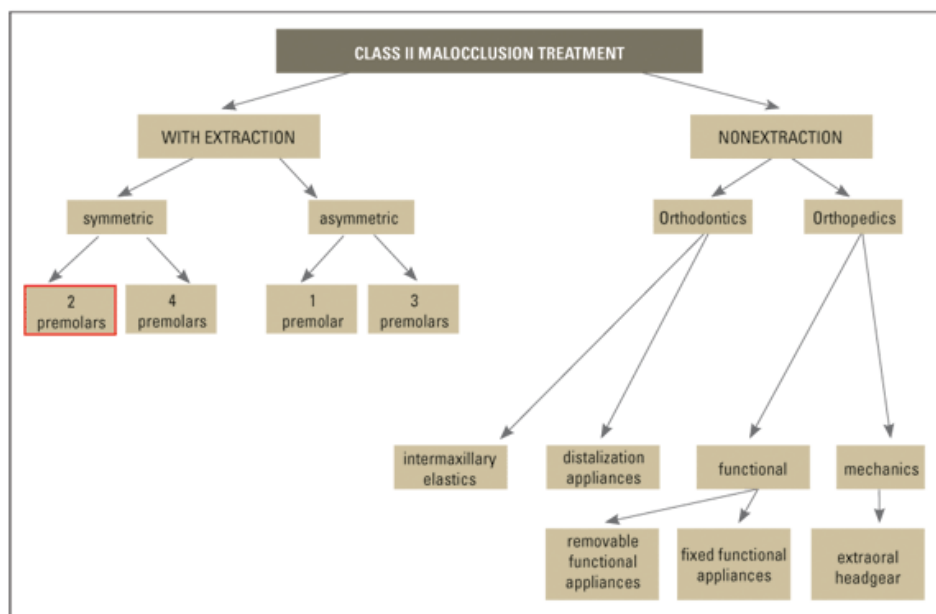 CLASS II MALOCCLUSION TREATMENT
WITH EXTRACTION
NONEXTRACTION
symmetric
asymmetric
Orthodontics
Orthopedics
2
premolars
4
premolars
1
premolar
3
premolars
intermaxillary
elastics
distalization
appliances
functional
mechanics
removable
functional
appliances
fixed functional
appliances
extraoral
headgear